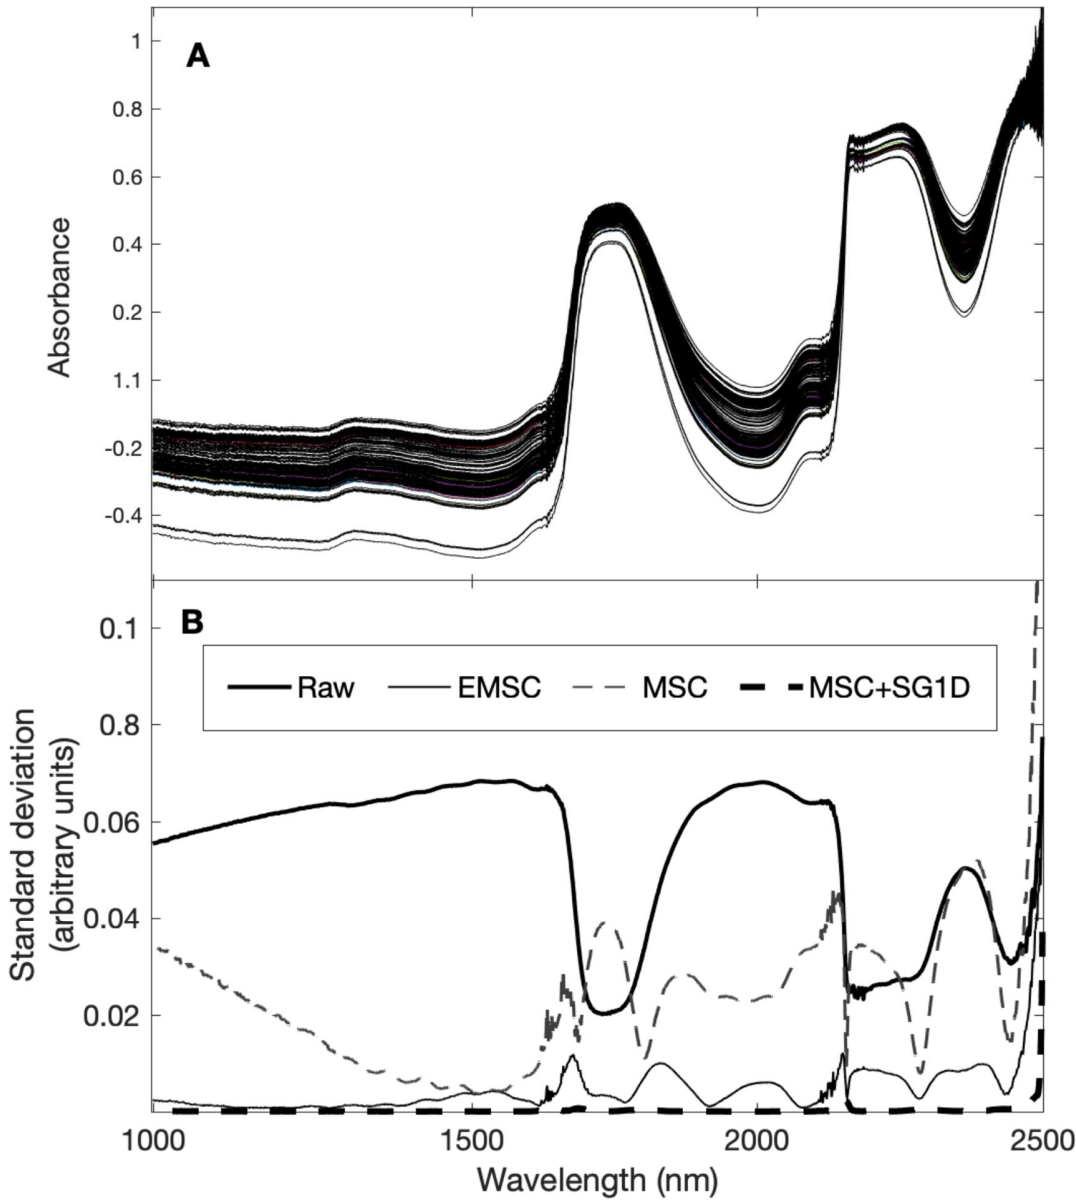 A
1
0.8
0.6
0.4
0.2
1.1
-0.2
-0.4
Absorbance
B
Raw EMSC MSC MSC+SG1D
0.1
0.8
0.06
0.04
0.02
Standard deviation
(arbitrary units)
1000 1500 2000 2500
Wavelength (nm)